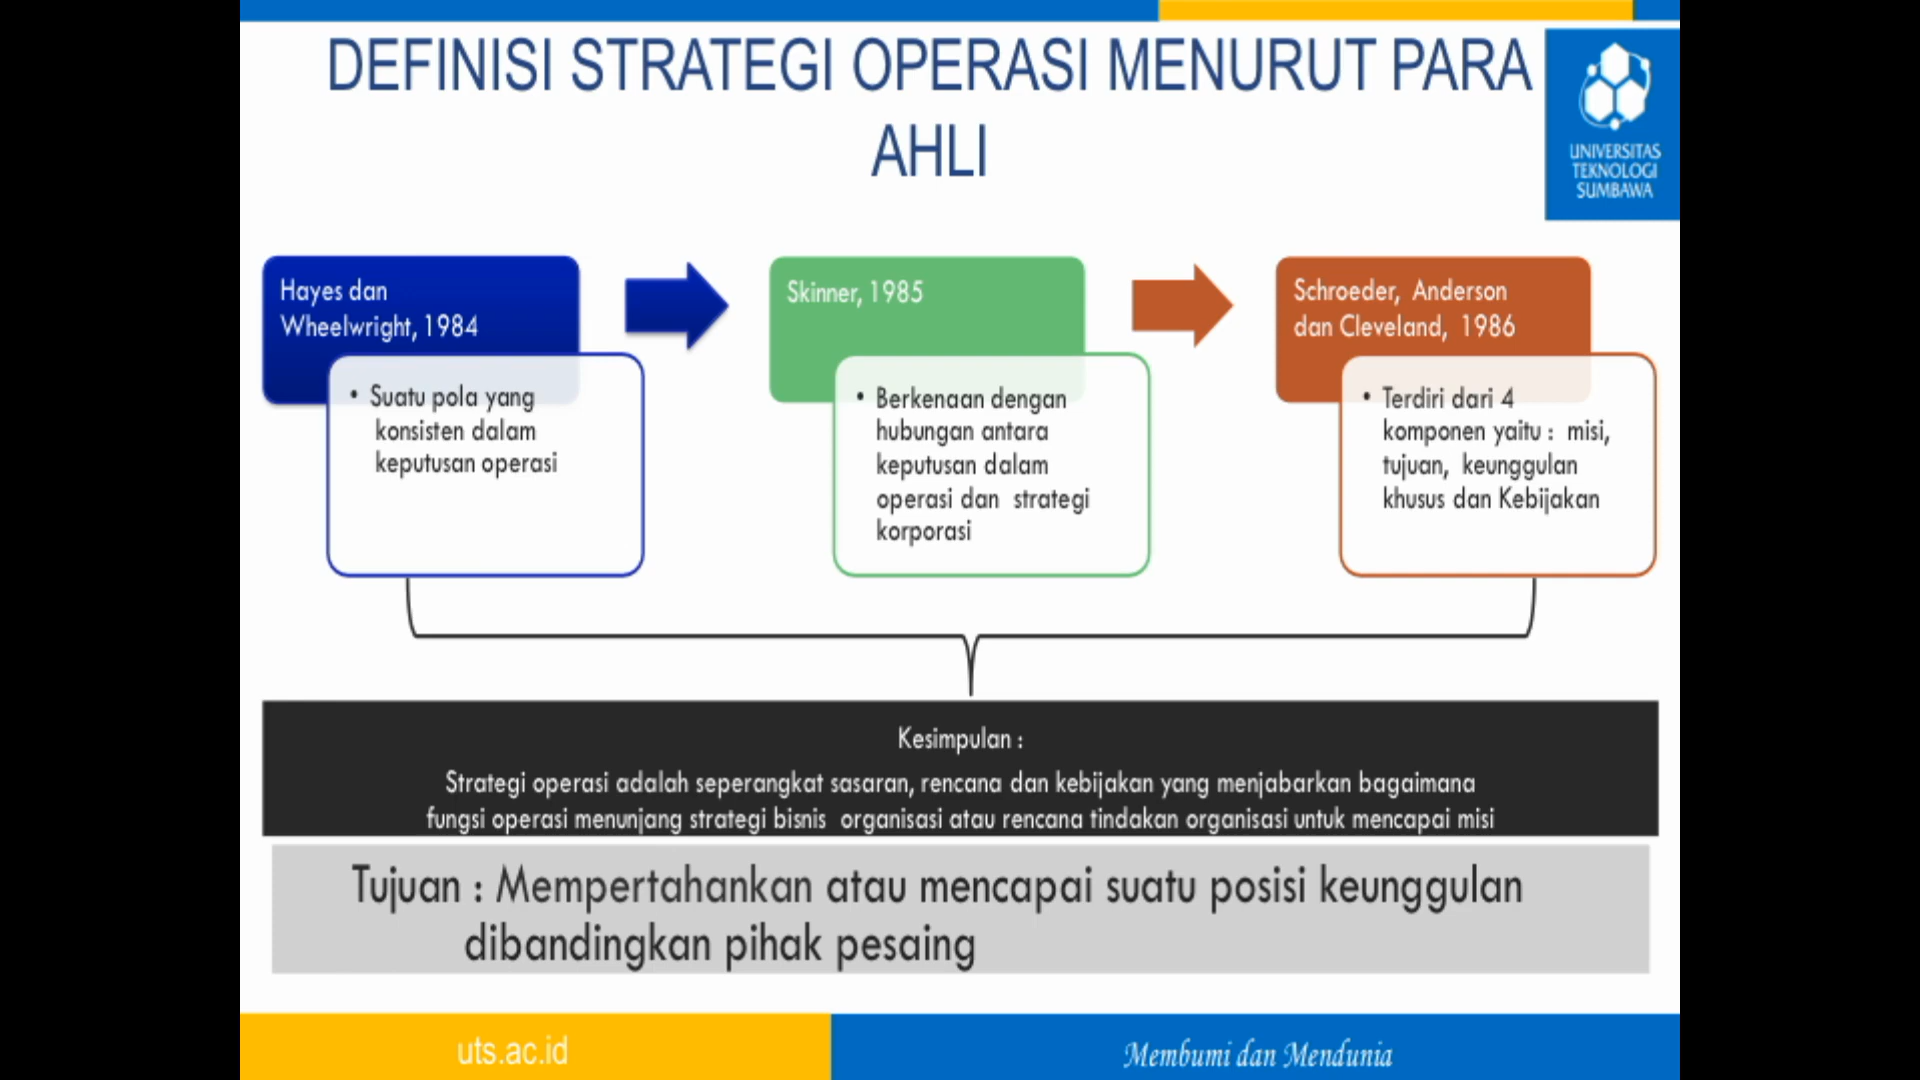 DEFINISI STRATEGI OPERASI MENURUT PARA
AHLI
UNIVERSITAS
TEKNOLOGI
SUMBAWA
Hayes dan
Wheelwright, 1984
• Suatu pola yang
konsisten dalam
keputusan operasi
Skinner, 1985
• Berkenaan dengan
hubungan antara
keputusan dalam
operasi dan strategi
korporasi
Schroeder, Anderson
dan Cleveland, 1986
• Terdiri dari 4
komponen yaitu : misi,
tujuan, keunggulan
khusus dan Kebijakan
Kesimpulan :
Strategi operasi adalah seperangkat sasaran, rencana dan kebijakan yang menjabarkan bagaimana
fungsi operasi menunjang strategi bisnis organisasi atau rencana tindakan organisasi untuk mencapai misi
Tujuan : Mempertahankan atau mencapai suatu posisi keunggulan
dibandingkan pihak pesaing
uts.ac.id
Membumi dan Mendunia